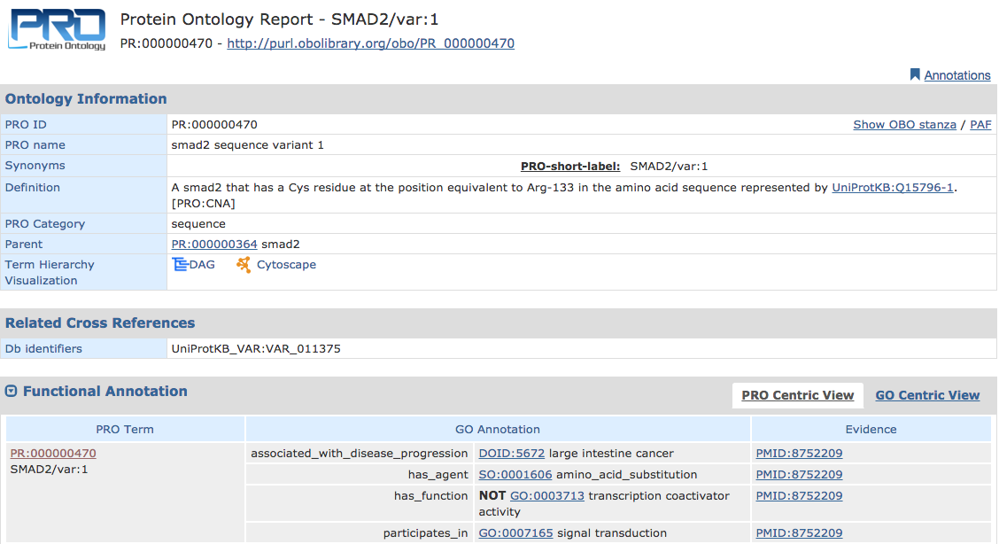 PRO
Protein Ontology
Protein Ontology Report - SMAD2/var:1
PR:000000470 - http://purl.obolibrary.org/obo/PR_000000470
Annotations
Ontology Information
PRO ID PR:000000470 Show OBO stanza / PAF
PRO name smad2 sequence variant 1
Synonyms PRO-short-label: SMAD2/var:1
Definition A smad2 that has a Cys residue at the position equivalent to Arg-133 in the amino acid sequence represented by UniProtKB:Q15796-1.
[PRO:CNA]
PRO Category sequence
Parent PR:000000364 smad2
Term Hierarchy DAG Cytoscape
Visualization
Related Cross References
Db identifiers UniProtKB_VAR:VAR_011375
Functional Annotation PRO Centric View GO Centric View
PRO Term GO Annotation Evidence
PR:000000470 associated_with_disease_progression DOID:5672 large intestine cancer PMID:8752209
SMAD2/var:1
has_agent SO:0001606 amino_acid_substitution PMID:8752209
has_function NOT GO:0003713 transcription coactivator PMID:8752209
activity
participates_in GO:0007165 signal transduction PMID:8752209